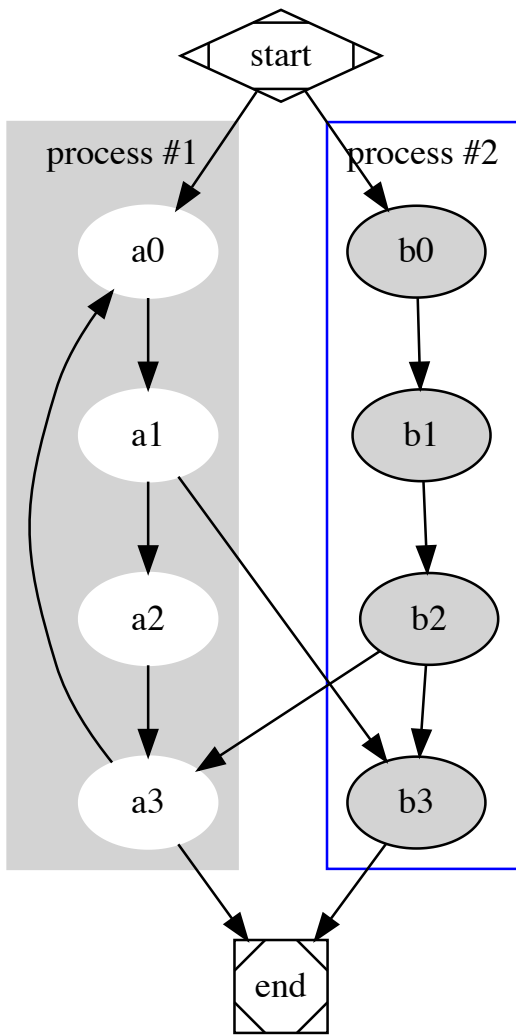 start
process #1
process #2
a0
b0
a1
b1
a2
b2
a3
b3
end